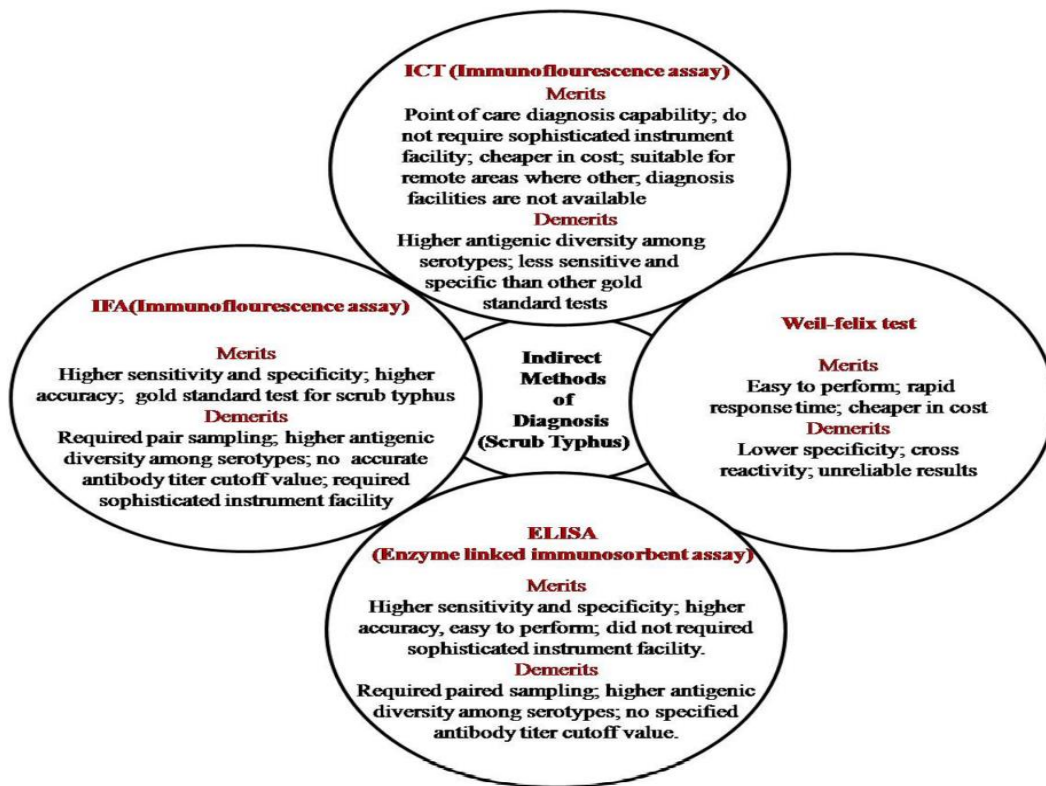 ICT (Immunoflourescence assay)
Merits
Point of care diagnosis capability; do
not require sophisticated instrument
facility; cheaper in cost; suitable for
remote areas where other; diagnosis
facilities are not available
Demerits
Higher antigenic diversity among
serotypes; less sensitive and
specific than other gold
standard tests
IFA(Immunoflourescence assay)
Merits
Higher sensitivity and specificity; higher
accuracy; gold standard test for scrub typhus
Demerits
Required pair sampling; higher antigenic
diversity among serotypes; no accurate
antibody titer cutoff value; required
sophisticated instrument facility
Indirect
Methods
of
Diagnosis
(Scrub Typhus)
Weil-felix test
Merits
Easy to perform; rapid
response time; cheaper in cost
Demerits
Lower specificity; cross
reactivity; unreliable results
ELISA
(Enzyme linked immunosorbent assay)
Merits
Higher sensitivity and specificity; higher
accuracy, easy to perform; did not required
sophisticated instrument facility.
Demerits
Required paired sampling; higher antigenic
diversity among serotypes; no specified
antibody titer cutoff value.